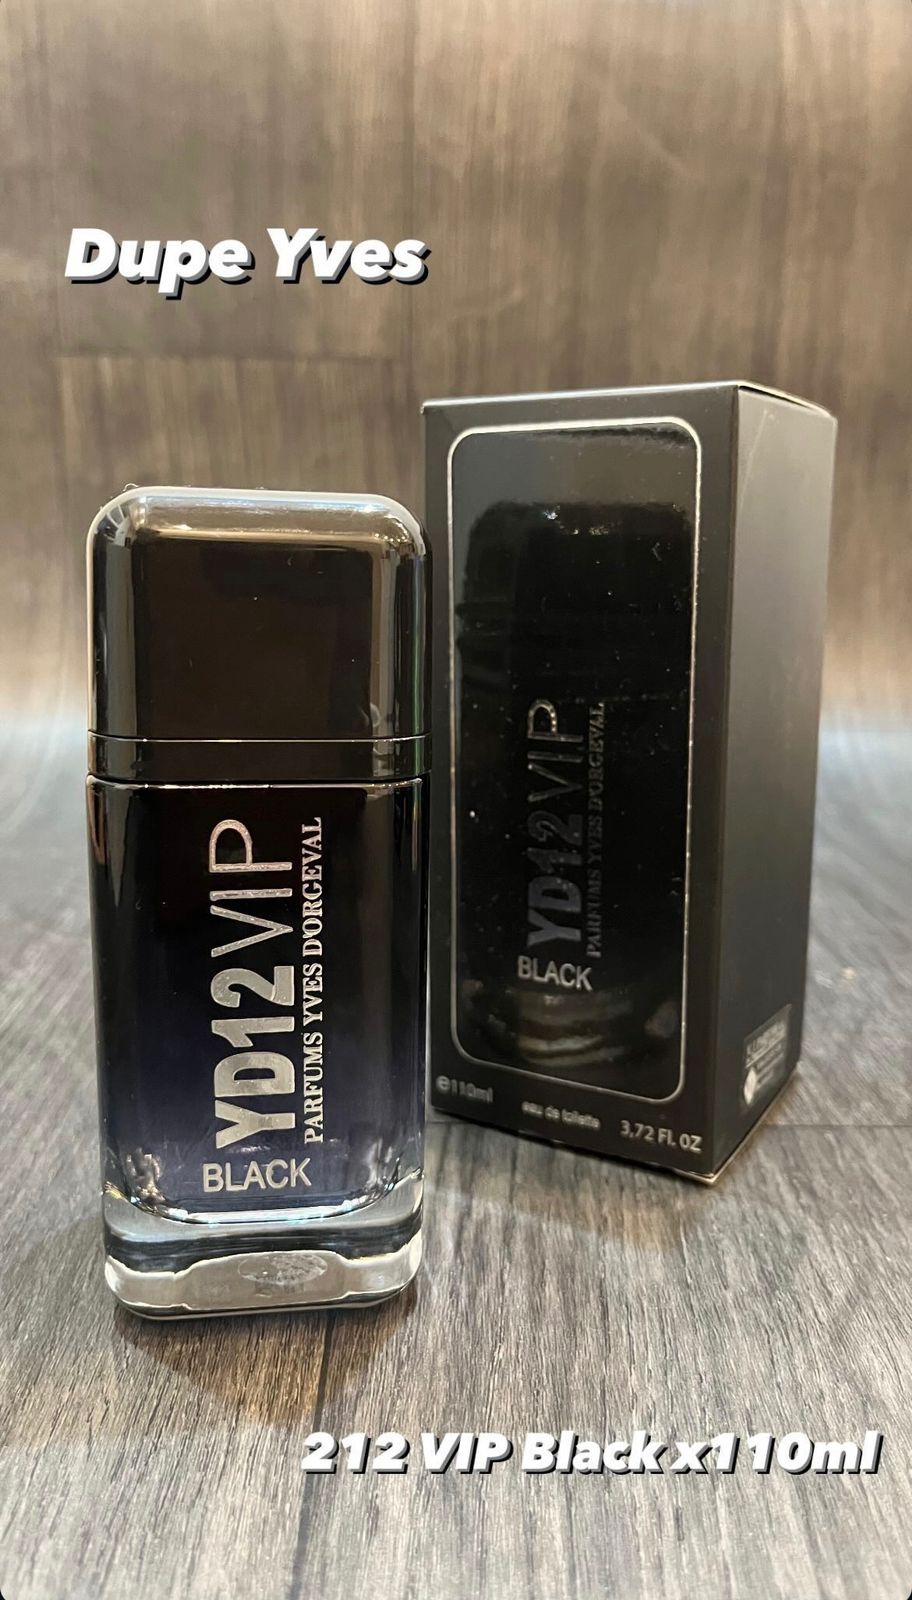 Dupe Yves
YD12 VIP
PARFUMS YVES D'ORGEVAL
BLACK
YD12 VIP
PARFUMS YVES D'ORGEVAL
BLACK
e110ml
eau de toilette
3,72 FL OZ
212 VIP Black x110ml